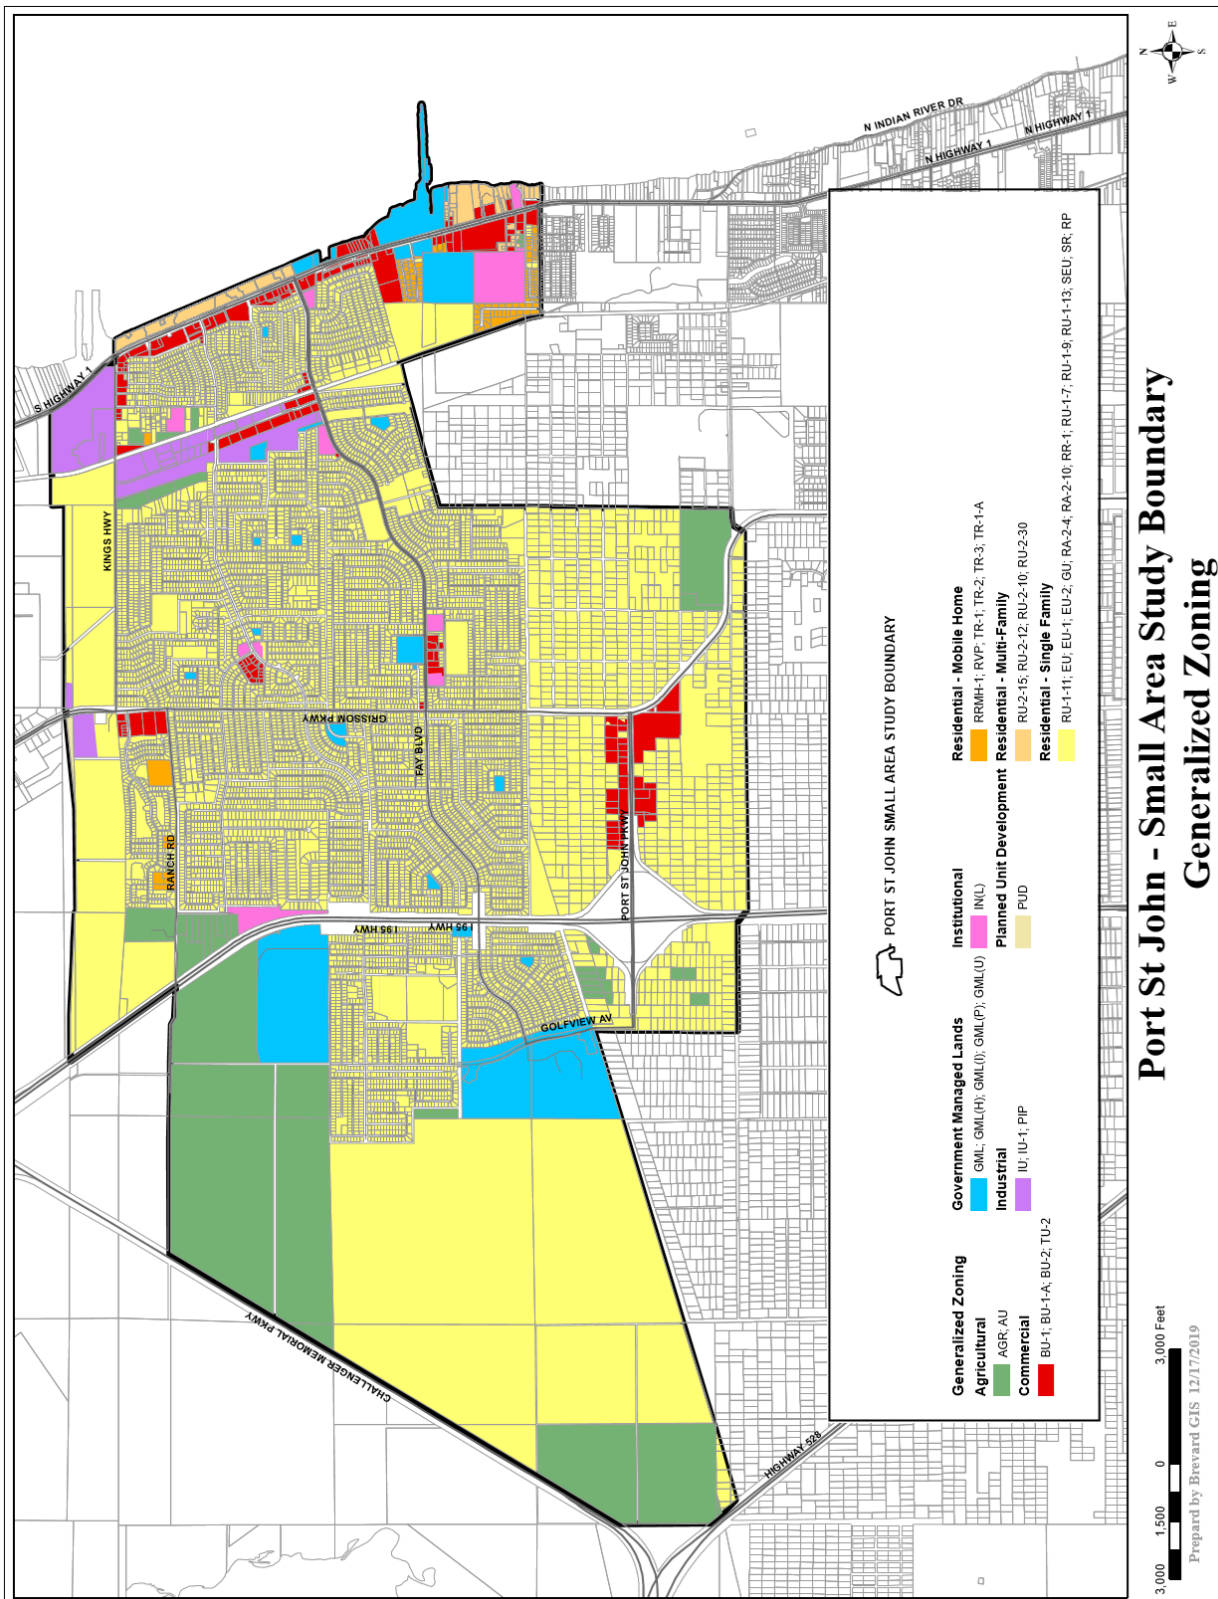 Port St John - Small Area Study Boundary
Generalized Zoning
N
E
S
W
S HIGHWAY 1
KINGS HWY
N INDIAN RIVER DR
N HIGHWAY 1
N HIGHWAY 1
GRISSOM PKWY
FAY BLVD
RANCH RD
I 95 HWY
I 95 HWY
PORT ST JOHN PKWY
GOLFVIEW AV
CHALLENGER MEMORIAL PKWY
HIGHWAY 528
PORT ST JOHN SMALL AREA STUDY BOUNDARY
Generalized Zoning
Agricultural
AGR; AU
Commercial
BU-1; BU-1-A; BU-2; TU-2
Government Managed Lands
GML; GML(H); GML(I); GML(P); GML(U)
Industrial
IU; IU-1; PIP
Institutional
IN(L)
Planned Unit Development
PUD
Residential - Mobile Home
RRMH-1; RVP; TR-1; TR-2; TR-3; TR-1-A
Residential - Multi-Family
RU-2-15; RU-2-12; RU-2-10; RU-2-30
Residential - Single Family
RU-1-11; EU; EU-1; EU-2; GU; RA-2-4; RA-2-10; RR-1; RU-1-7; RU-1-9; RU-1-13; SEU; SR; RP
3,000 1,500 0 3,000 Feet
Prepard by Brevard GIS 12/17/2019